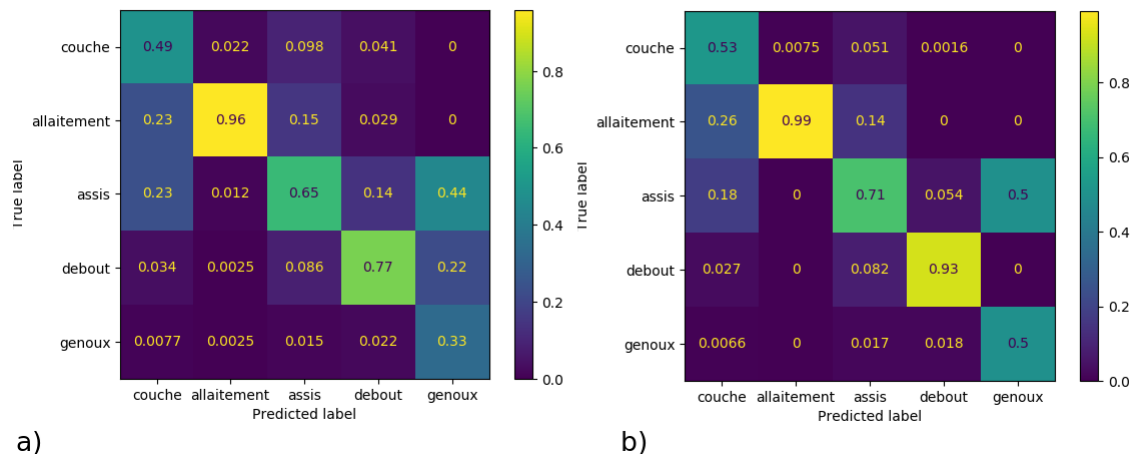 couche 0.49 0.022 0.098 0.041 0
allaitement 0.23 0.96 0.15 0.029 0
assis 0.23 0.012 0.65 0.14 0.44
debout 0.034 0.0025 0.086 0.77 0.22
genoux 0.0077 0.0025 0.015 0.022 0.33
couche allaitement assis debout genoux
Predicted label
True label
0.8
0.6
0.4
0.2
0.0
a)
couche 0.53 0.0075 0.051 0.0016 0
allaitement 0.26 0.99 0.14 0 0
assis 0.18 0 0.71 0.054 0.5
debout 0.027 0 0.082 0.93 0
genoux 0.0066 0 0.017 0.018 0.5
couche allaitement assis debout genoux
Predicted label
True label
0.8
0.6
0.4
0.2
0.0
b)